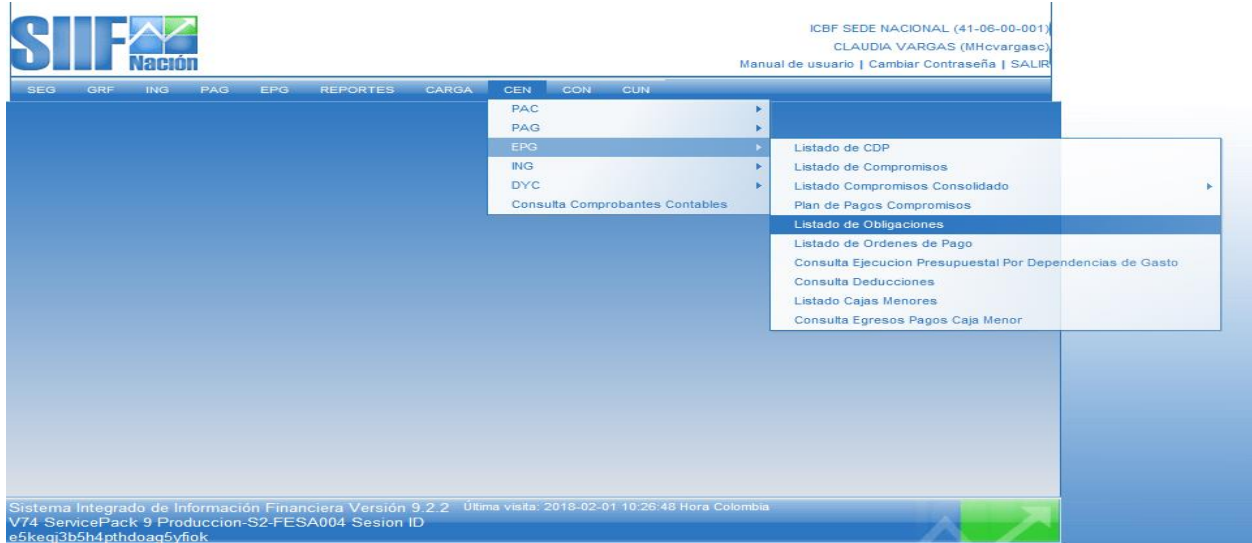 SIIF
Nación
ICBF SEDE NACIONAL (41-06-00-001)
CLAUDIA VARGAS (MHcvargasc)
Manual de usuario | Cambiar Contraseña | SALIR
SEG GRF ING PAG EPG REPORTES CARGA CEN CON CUN
PAC
PAG
EPG
ING
DYC
Consulta Comprobantes Contables
Listado de CDP
Listado de Compromisos
Listado Compromisos Consolidado
Plan de Pagos Compromisos
Listado de Obligaciones
Listado de Ordenes de Pago
Consulta Ejecucion Presupuestal Por Dependencias de Gasto
Consulta Deducciones
Listado Cajas Menores
Consulta Egresos Pagos Caja Menor
Sistema Integrado de Información Financiera Versión 9.2.2 Última visita: 2018-02-01 10:26:48 Hora Colombia
V74 ServicePack 9 Produccion-S2-FESA004 Sesion ID
e5keqj3b5h4pthdoag5yfiok